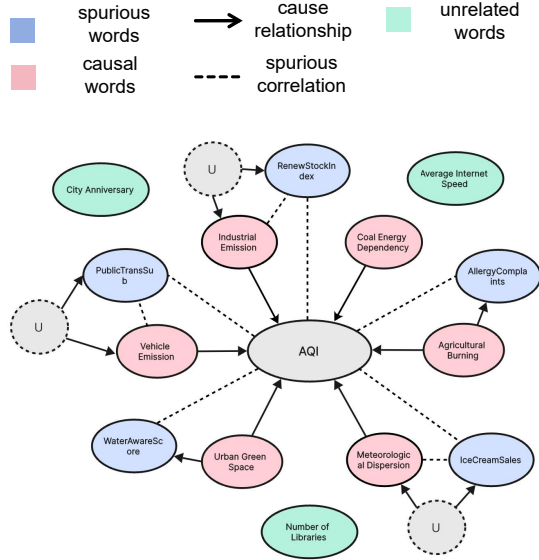 spurious
words
cause
relationship
unrelated
words
causal
words
spurious
correlation
U
RenewStockIn
dex
City Anniversary
Average Internet
Speed
Industrial
Emission
Coal Energy
Dependency
PublicTransSu
b
AllergyCompla
ints
U
Vehicle
Emission
AQI
Agricultural
Burning
WaterAwareSc
ore
Urban Green
Space
Meteorologic
al Dispersion
IceCreamSales
Number of
Libraries
U